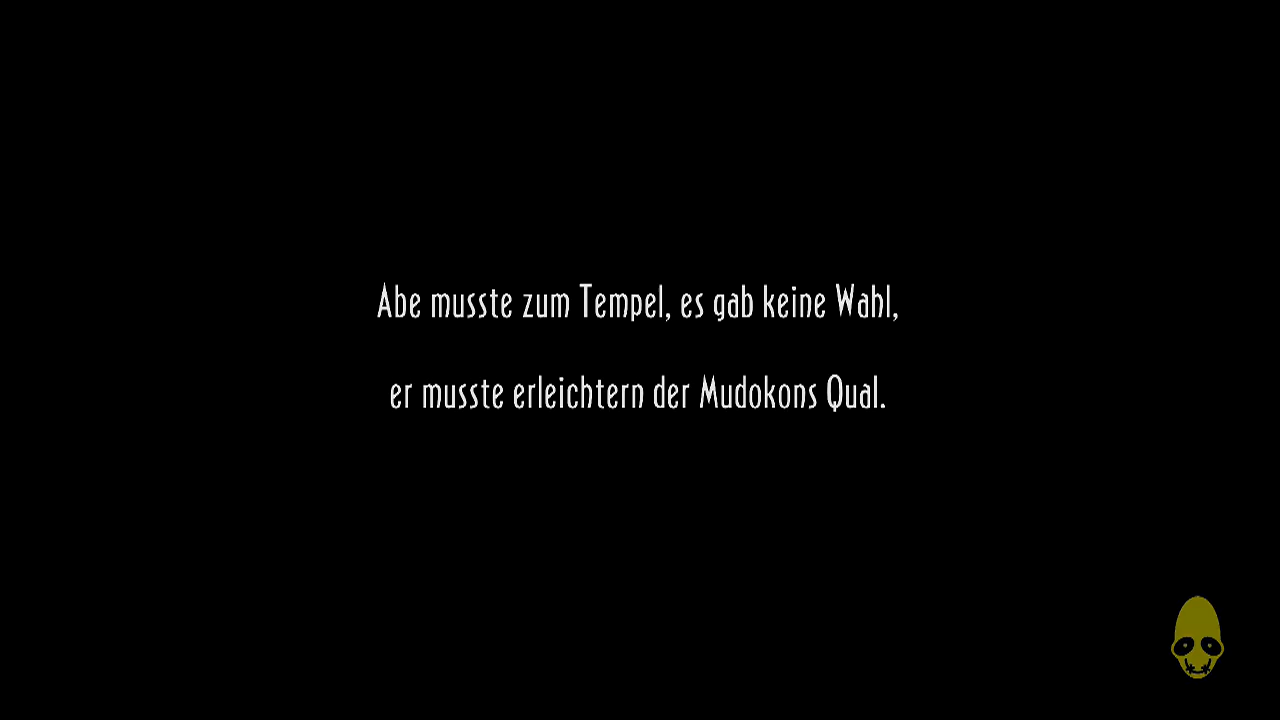 Abe musste zum Tempel, es gab keine Wahl,
er musste erleichtern der Mudokons Qual.